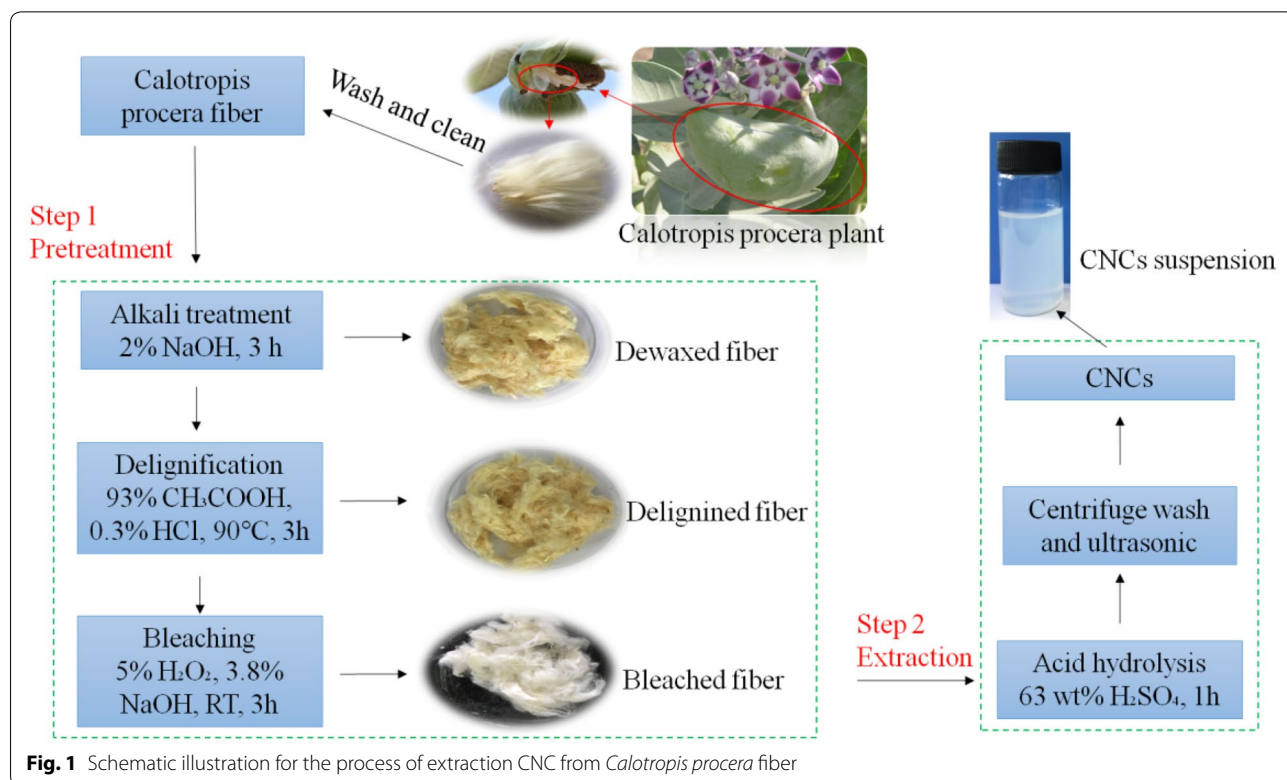 Calotropis
procera fiber
Wash and clean
Calotropis procera plant
Step 1
Pretreatment
Alkali treatment
2% NaOH, 3 h
Dewaxed fiber
Delignification
93% CH₃COOH,
0.3% HCl, 90°C, 3h
Delignined fiber
Bleaching
5% H₂O₂, 3.8%
NaOH, RT, 3h
Bleached fiber
Step 2
Extraction
Acid hydrolysis
63 wt% H₂SO₄, 1h
Centrifuge wash
and ultrasonic
CNCs
CNCs suspension
Fig. 1 Schematic illustration for the process of extraction CNC from Calotropis procera fiber